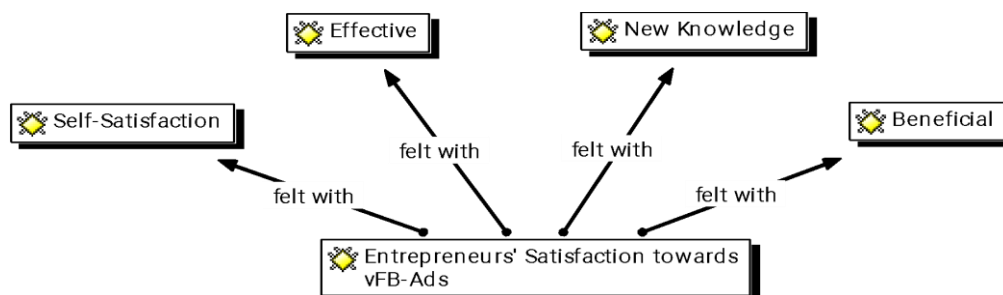 Effective
New Knowledge
Self-Satisfaction
Beneficial
felt with
felt with
felt with
felt with
Entrepreneurs' Satisfaction towards
vFB-Ads